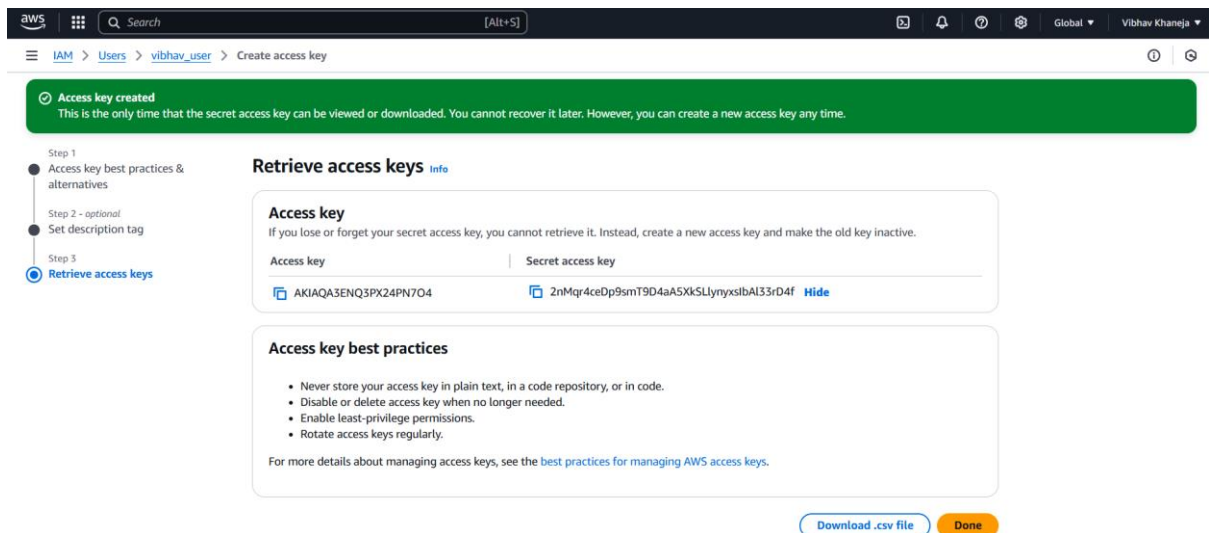 aws
Search [Alt+S] Global Vibhav Khaneja
IAM > Users > vibhav_user > Create access key
Access key created
This is the only time that the secret access key can be viewed or downloaded. You cannot recover it later. However, you can create a new access key any time.
Step 1
Access key best practices &
alternatives
Step 2 - optional
Set description tag
Step 3
Retrieve access keys
Retrieve access keys Info
Access key
If you lose or forget your secret access key, you cannot retrieve it. Instead, create a new access key and make the old key inactive.
Access key Secret access key
AKIAQA3ENQ3PX24PN7O4 Hide
Access key best practices
• Never store your access key in plain text, in a code repository, or in code.
• Disable or delete access key when no longer needed.
• Enable least-privilege permissions.
• Rotate access keys regularly.
For more details about managing access keys, see the best practices for managing AWS access keys.
Download .csv file Done